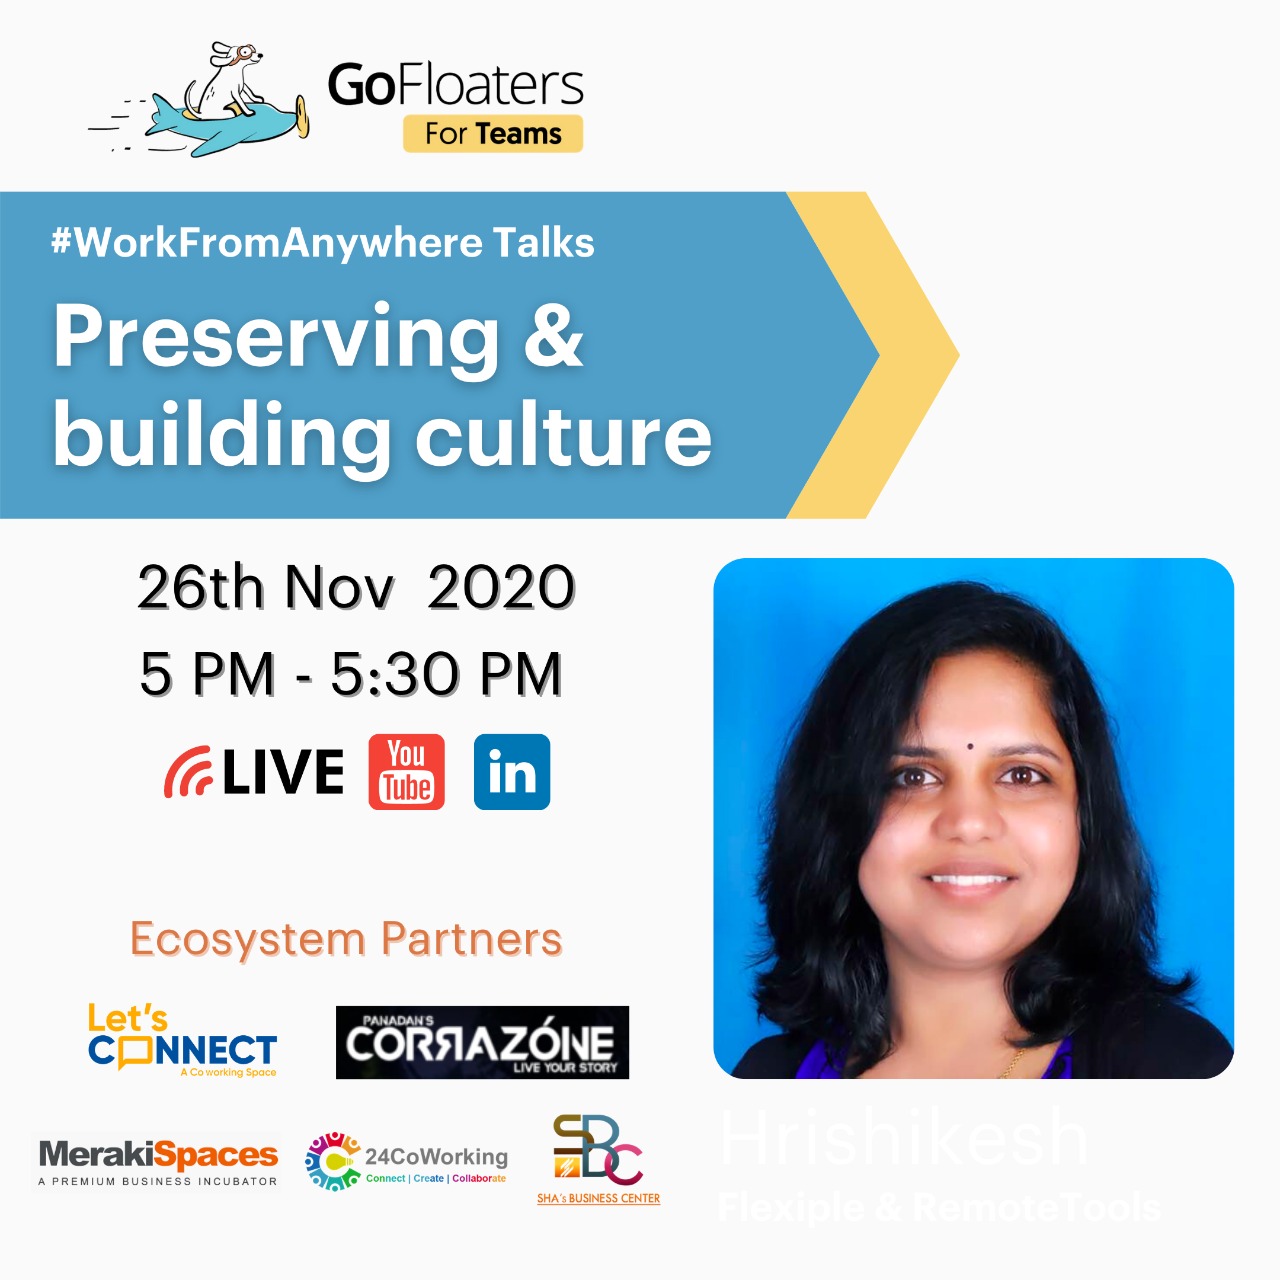 GoFloaters
For Teams
#WorkFromAnywhere Talks
Preserving &
building culture
26th Nov 2020
5 PM - 5:30 PM
LIVE
You
Tube
in
Ecosystem Partners
Let's
CONNECT
A Co working Space
PANADAN'S
CORRAZÓNE
LIVE YOUR STORY
MerakiSpaces
A PREMIUM BUSINESS INCUBATOR
24CoWorking
Connect | Create | Collaborate
SBC
SHA's BUSINESS CENTER
Hrishikesh
Flexiple & RemoteTools